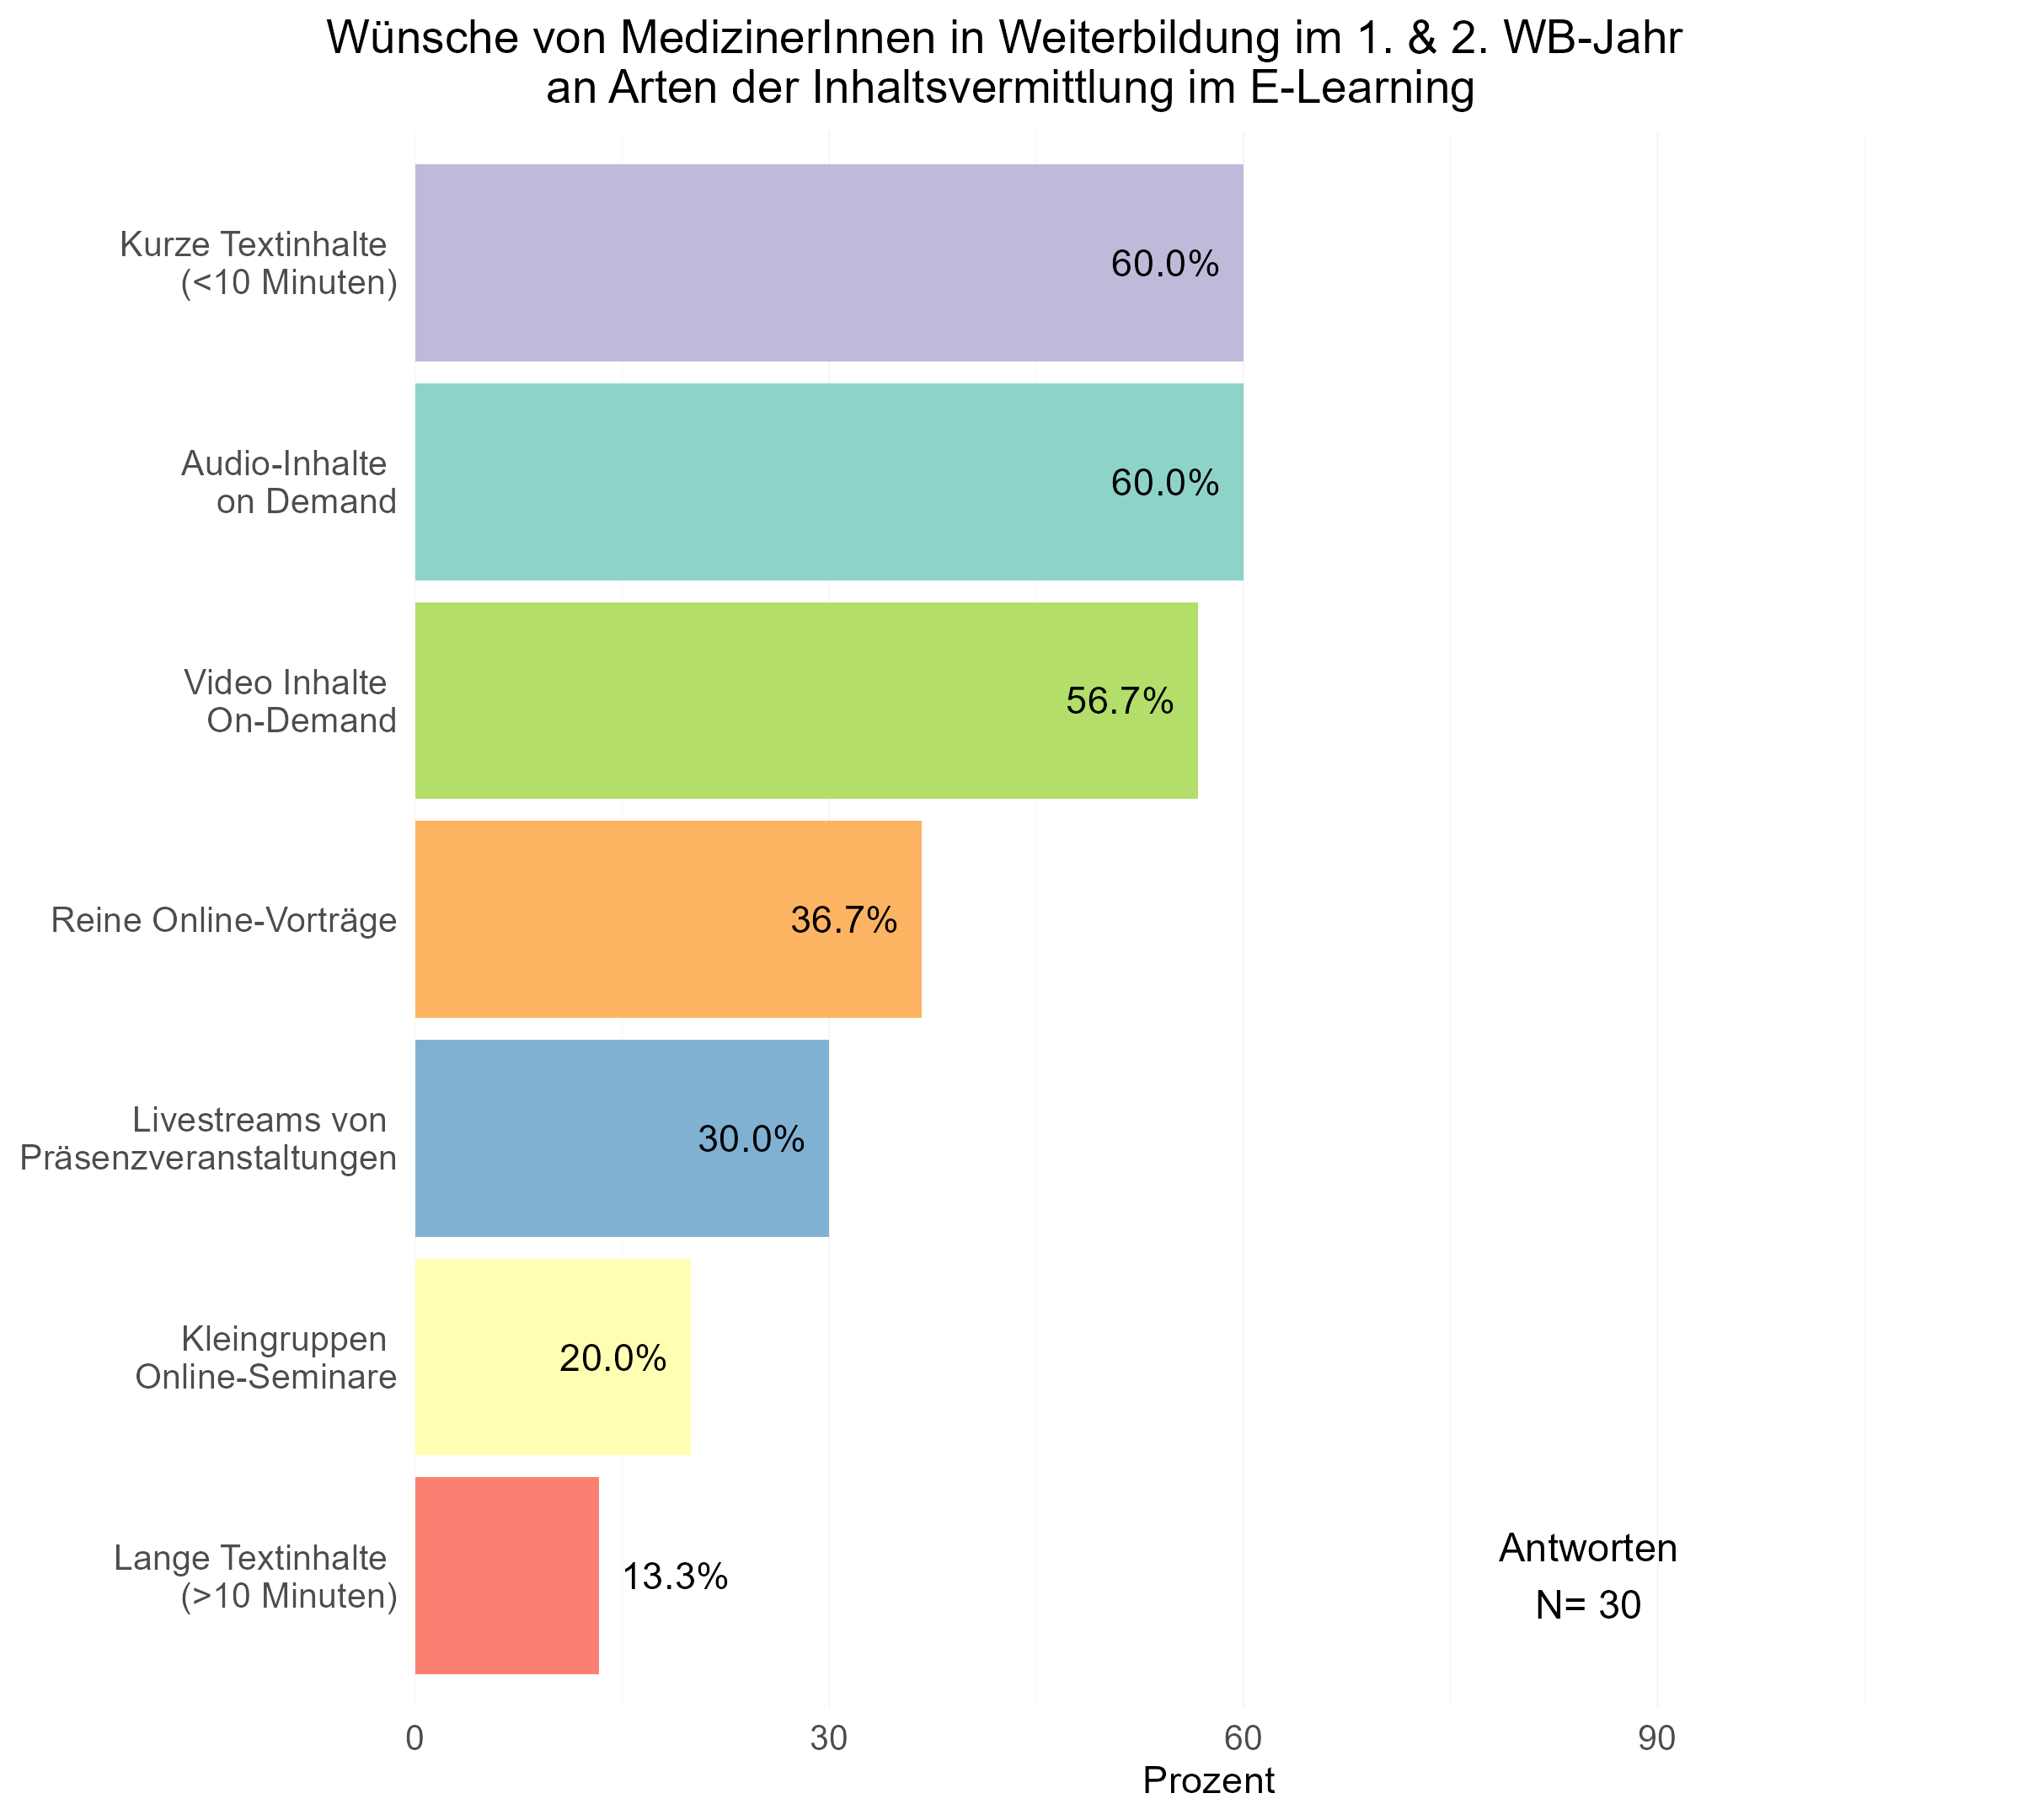 Wünsche von MedizinerInnen in Weiterbildung im 1. & 2. WB-Jahr
an Arten der Inhaltsvermittlung im E-Learning
Kurze Textinhalte
(<10 Minuten)
60.0%
Audio-Inhalte
on Demand
60.0%
Video Inhalte
On-Demand
56.7%
Reine Online-Vorträge
36.7%
Livestreams von
Präsenzveranstaltungen
30.0%
Kleingruppen
Online-Seminare
20.0%
Lange Textinhalte
(>10 Minuten)
13.3%
Antworten
N= 30
0 30 60 90
Prozent